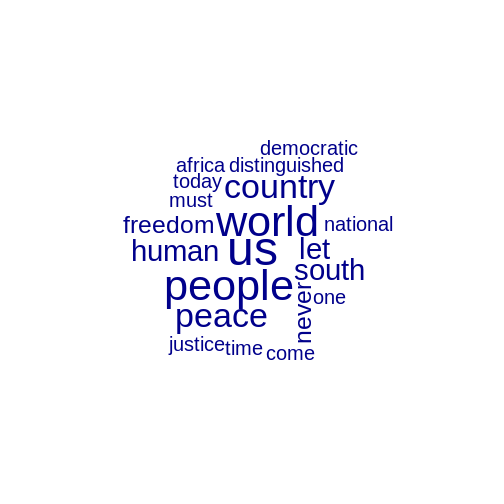 democratic
africa distinguished
today country
must
freedom world national
human us let
south
people one
never
peace
justice time come